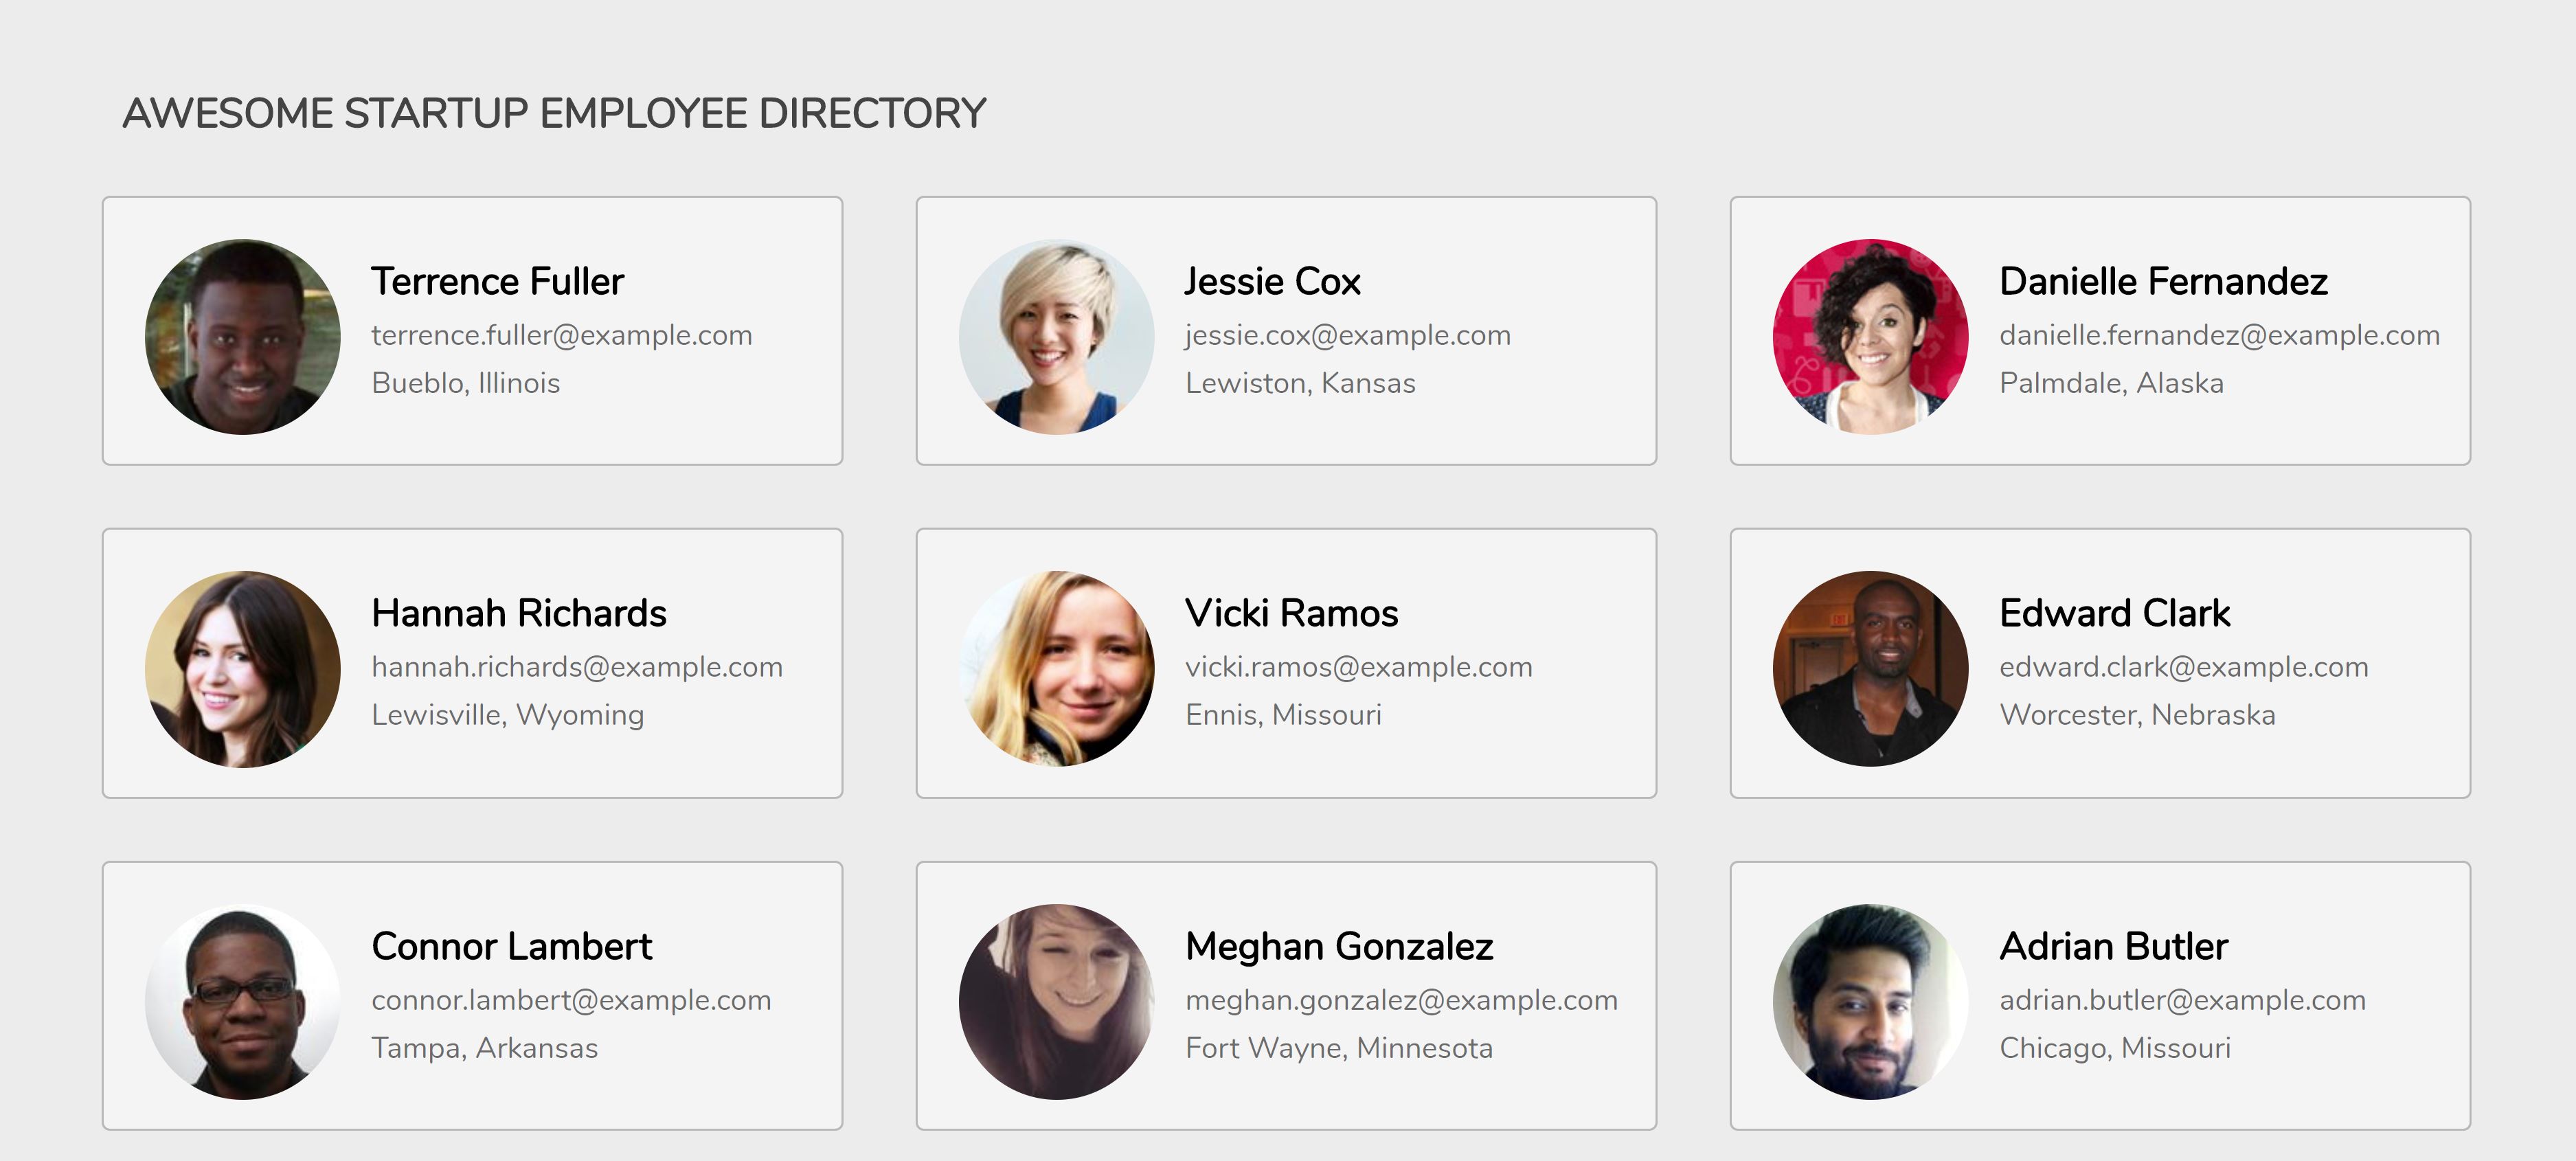 AWESOME STARTUP EMPLOYEE DIRECTORY
Terrence Fuller
terrence.fuller@example.com
Bueblo, Illinois
Jessie Cox
jessie.cox@example.com
Lewiston, Kansas
Danielle Fernandez
danielle.fernandez@example.com
Palmdale, Alaska
Hannah Richards
hannah.richards@example.com
Lewisville, Wyoming
Vicki Ramos
vicki.ramos@example.com
Ennis, Missouri
Edward Clark
edward.clark@example.com
Worcester, Nebraska
Connor Lambert
connor.lambert@example.com
Tampa, Arkansas
Meghan Gonzalez
meghan.gonzalez@example.com
Fort Wayne, Minnesota
Adrian Butler
adrian.butler@example.com
Chicago, Missouri